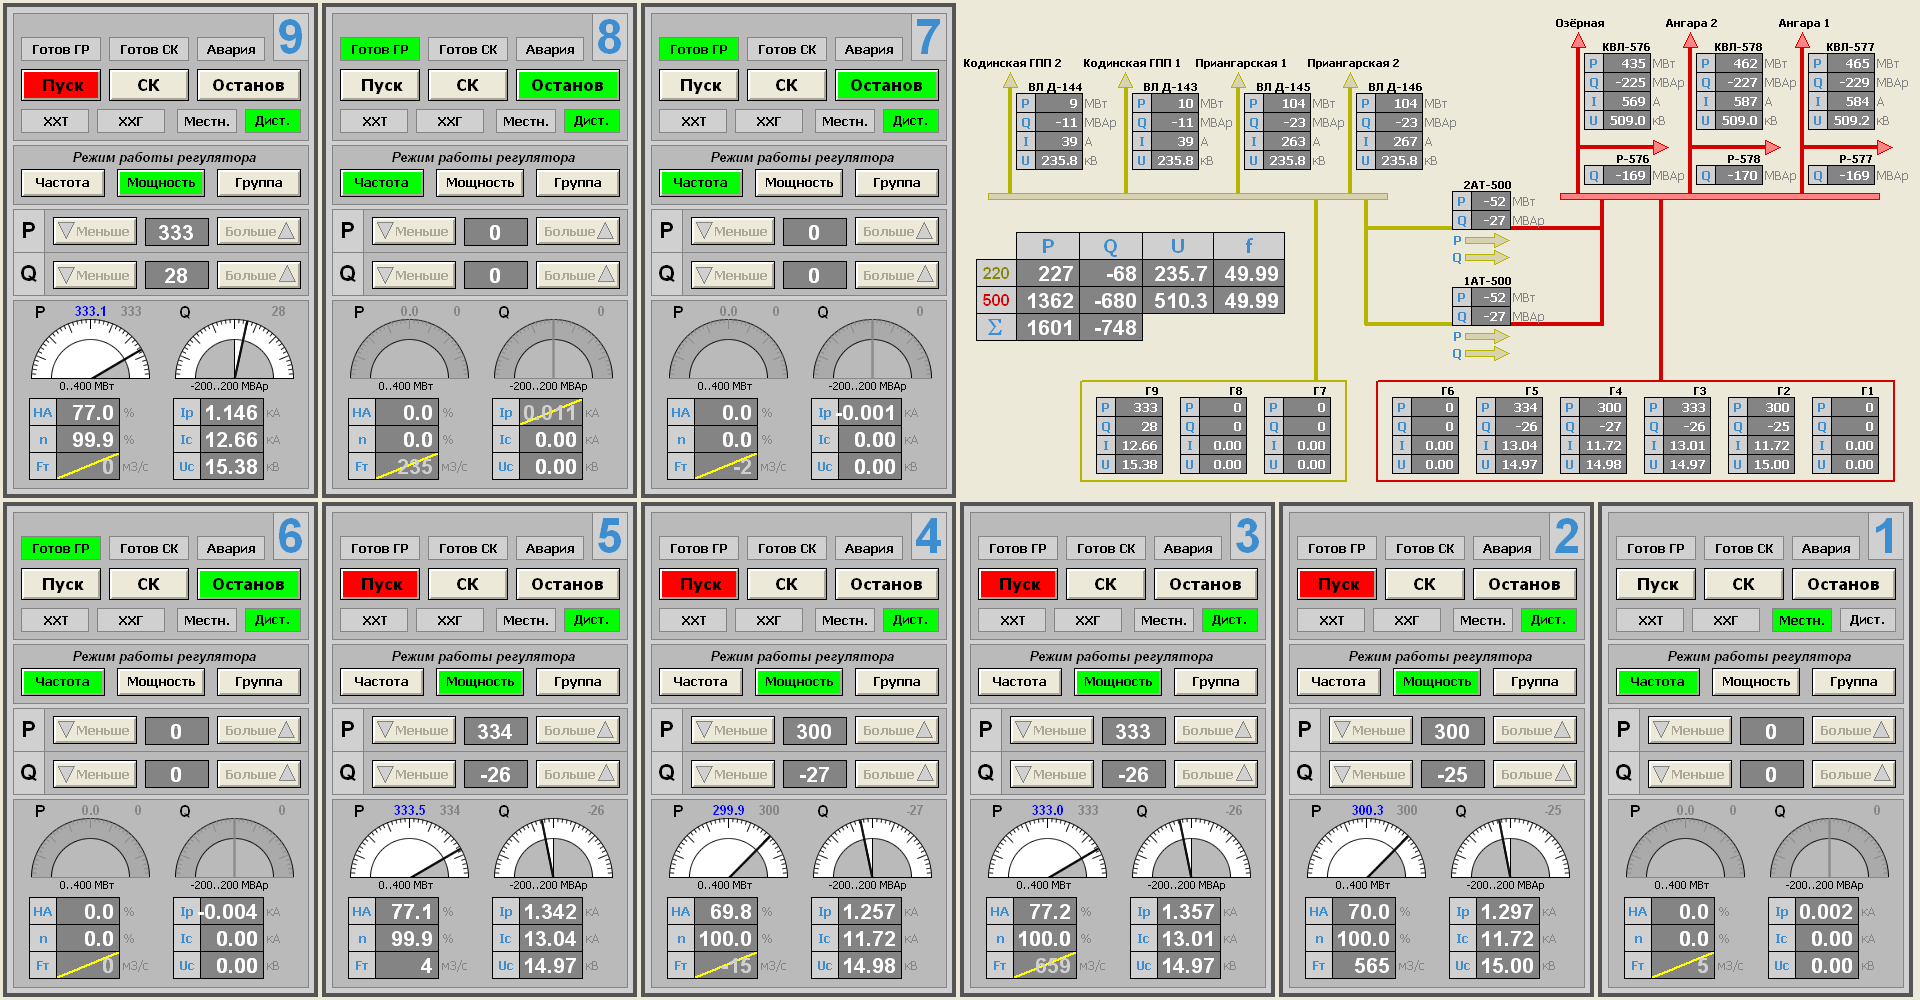 9
Готов ГР Готов СК Авария
Пуск СК Останов
ХХТ ХХГ Местн. Дист.
Режим работы регулятора
Частота Мощность Группа
P Меньше 333 Больше
Q Меньше 28 Больше
P 333.1 333 Q 28
0..400 МВт -200..200 МВАр
НА 77.0 % Iр 1.146 кА
n 99.9 % Iс 12.66 кА
Fт 0 м3/с Uс 15.38 кВ
8
Готов ГР Готов СК Авария
Пуск СК Останов
ХХТ ХХГ Местн. Дист.
Режим работы регулятора
Частота Мощность Группа
P Меньше 0 Больше
Q Меньше 0 Больше
P 0.0 0 Q 0
0..400 МВт -200..200 МВАр
НА 0.0 % Iр 0.011 кА
n 0.0 % Iс 0.00 кА
Fт -235 м3/с Uс 0.00 кВ
7
Готов ГР Готов СК Авария
Пуск СК Останов
ХХТ ХХГ Местн. Дист.
Режим работы регулятора
Частота Мощность Группа
P Меньше 0 Больше
Q Меньше 0 Больше
P 0.0 0 Q 0
0..400 МВт -200..200 МВАр
НА 0.0 % Iр -0.001 кА
n 0.0 % Iс 0.00 кА
Fт -2 м3/с Uс 0.00 кВ
Озёрная Ангара 2 Ангара 1
КВЛ-576 КВЛ-578 КВЛ-577
P 435 МВт P 462 МВт P 465 МВт
Q -225 МВАр Q -227 МВАр Q -229 МВАр
I 569 А I 587 А I 584 А
U 509.0 кВ U 509.0 кВ U 509.2 кВ
Р-576 Р-578 Р-577
Q -169 МВАр Q -170 МВАр Q -169 МВАр
Кодинская ГПП 2 Кодинская ГПП 1 Приангарская 1 Приангарская 2
ВЛ Д-144 ВЛ Д-143 ВЛ Д-145 ВЛ Д-146
P 9 МВт P 10 МВт P 104 МВт P 104 МВт
Q -11 МВАр Q -11 МВАр Q -23 МВАр Q -23 МВАр
I 39 А I 39 А I 263 А I 267 А
U 235.8 кВ U 235.8 кВ U 235.8 кВ U 235.8 кВ
2АТ-500
P -52 МВт
Q -27 МВАр
P
Q
1АТ-500
P -52 МВт
Q -27 МВАр
P
Q
P Q U f
220 227 -68 235.7 49.99
500 1362 -680 510.3 49.99
Σ 1601 -748
Г9 Г8 Г7
P 333 P 0 P 0
Q 28 Q 0 Q 0
I 12.66 I 0.00 I 0.00
U 15.38 U 0.00 U 0.00
Г6 Г5 Г4 Г3 Г2 Г1
P 0 P 334 P 300 P 333 P 300 P 0
Q 0 Q -26 Q -27 Q -26 Q -25 Q 0
I 0.00 I 13.04 I 11.72 I 13.01 I 11.72 I 0.00
U 0.00 U 14.97 U 14.98 U 14.97 U 15.00 U 0.00
6
Готов ГР Готов СК Авария
Пуск СК Останов
ХХТ ХХГ Местн. Дист.
Режим работы регулятора
Частота Мощность Группа
P Меньше 0 Больше
Q Меньше 0 Больше
P 0.0 0 Q 0
0..400 МВт -200..200 МВАр
НА 0.0 % Iр -0.004 кА
n 0.0 % Iс 0.00 кА
Fт 0 м3/с Uс 0.00 кВ
5
Готов ГР Готов СК Авария
Пуск СК Останов
ХХТ ХХГ Местн. Дист.
Режим работы регулятора
Частота Мощность Группа
P Меньше 334 Больше
Q Меньше -26 Больше
P 333.5 334 Q -26
0..400 МВт -200..200 МВАр
НА 77.1 % Iр 1.342 кА
n 99.9 % Iс 13.04 кА
Fт 4 м3/с Uс 14.97 кВ
4
Готов ГР Готов СК Авария
Пуск СК Останов
ХХТ ХХГ Местн. Дист.
Режим работы регулятора
Частота Мощность Группа
P Меньше 300 Больше
Q Меньше -27 Больше
P 299.9 300 Q -27
0..400 МВт -200..200 МВАр
НА 69.8 % Iр 1.257 кА
n 100.0 % Iс 11.72 кА
Fт -15 м3/с Uс 14.98 кВ
3
Готов ГР Готов СК Авария
Пуск СК Останов
ХХТ ХХГ Местн. Дист.
Режим работы регулятора
Частота Мощность Группа
P Меньше 333 Больше
Q Меньше -26 Больше
P 333.0 333 Q -26
0..400 МВт -200..200 МВАр
НА 77.2 % Iр 1.357 кА
n 100.0 % Iс 13.01 кА
Fт 659 м3/с Uс 14.97 кВ
2
Готов ГР Готов СК Авария
Пуск СК Останов
ХХТ ХХГ Местн. Дист.
Режим работы регулятора
Частота Мощность Группа
P Меньше 300 Больше
Q Меньше -25 Больше
P 300.3 300 Q -25
0..400 МВт -200..200 МВАр
НА 70.0 % Iр 1.297 кА
n 100.0 % Iс 11.72 кА
Fт 565 м3/с Uс 15.00 кВ
1
Готов ГР Готов СК Авария
Пуск СК Останов
ХХТ ХХГ Местн. Дист.
Режим работы регулятора
Частота Мощность Группа
P Меньше 0 Больше
Q Меньше 0 Больше
P 0.0 0 Q 0
0..400 МВт -200..200 МВАр
НА 0.0 % Iр 0.002 кА
n 0.0 % Iс 0.00 кА
Fт 5 м3/с Uс 0.00 кВ